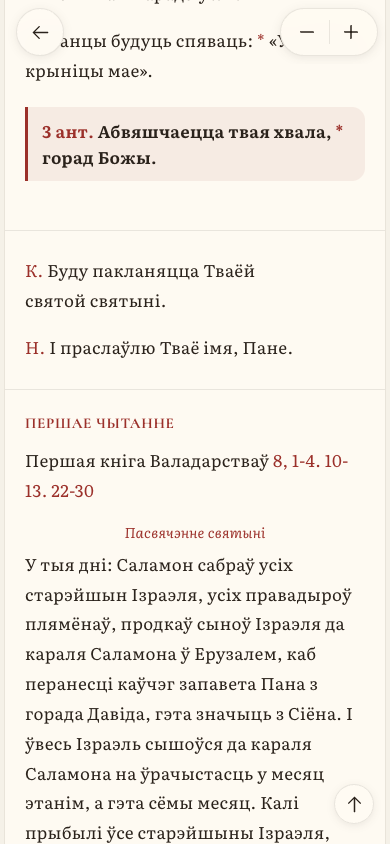 анцы будуць спяваць: *
крыніцы мае».
3 ант. Абвяшчаецца твая хвала, *
горад Божы.
К. Буду пакланяцца Тваёй
святой святыні.
Н. І праслаўлю Тваё імя, Пане.
ПЕРШАЕ ЧЫТАННЕ
Першая кніга Валадарстваў 8, 1-4. 10-
13. 22-30
Пасвячэнне святыні
У тыя дні: Саламон сабраў усіх
старэйшын Ізраэля, усіх правадыроў
плямёнаў, продкаў сыноў Ізраэля да
караля Саламона ў Ерузалем, каб
перанесці каўчэг запавета Пана з
горада Давіда, гэта значыць з Сіёна. І
ўвесь Ізраэль сышоўся да караля
Саламона на ўрачыстасць у месяц
этанім, а гэта сёмы месяц. Калі
прыбылі ўсе старэйшыны Ізраэля,